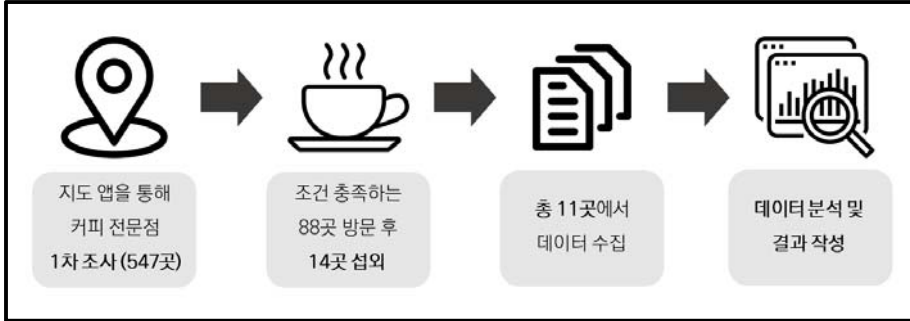 지도 앱을 통해
커피 전문점
1차 조사(547곳)
조건 충족하는
88곳 방문 후
14곳 섭외
총 11곳에서
데이터 수집
데이터 분석 및
결과 작성